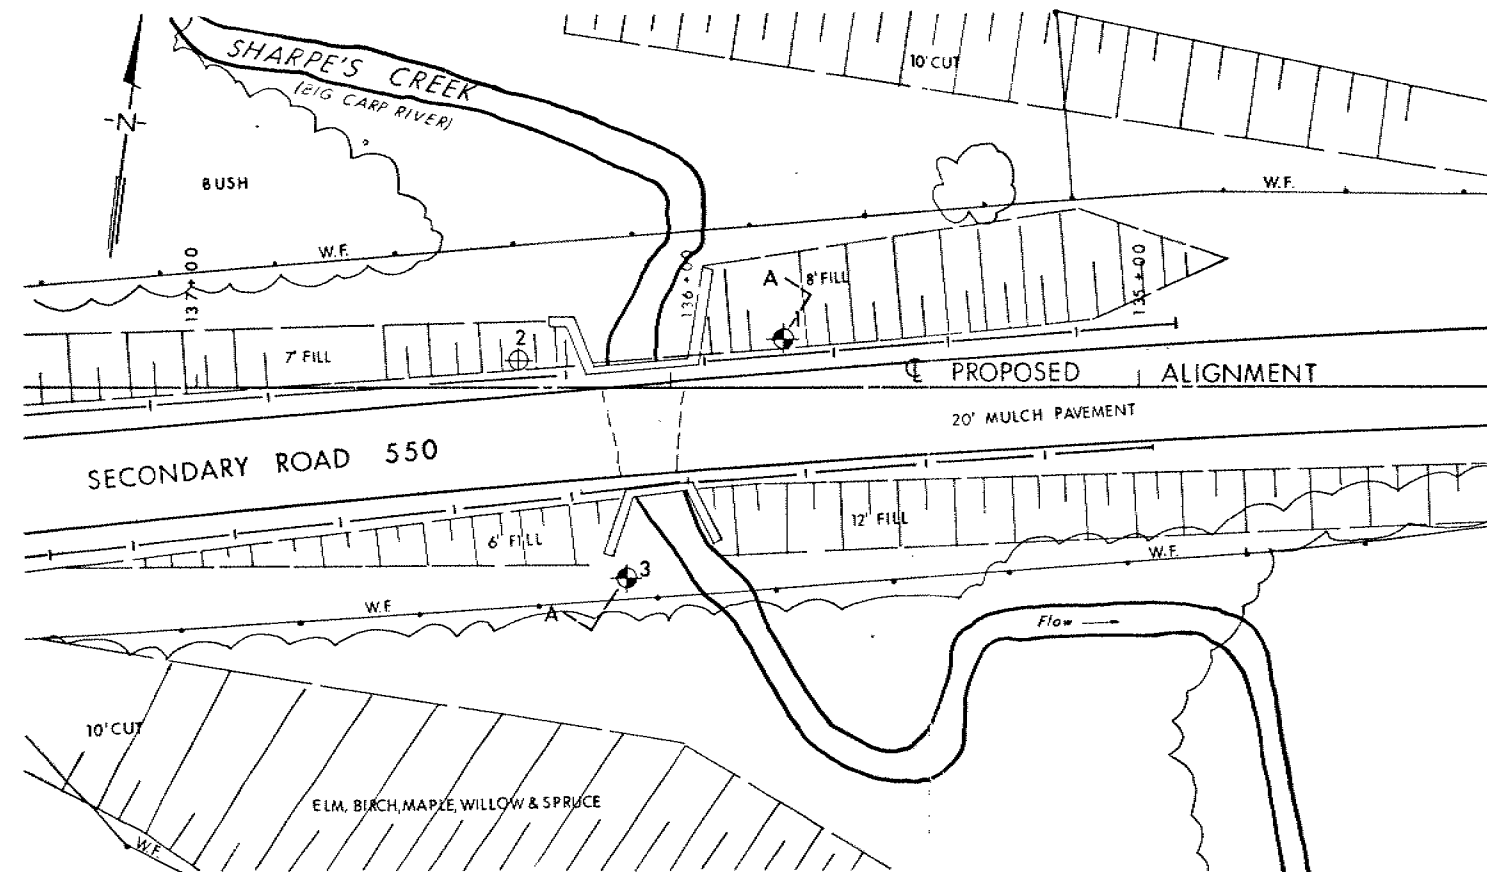 SHARPE'S CREEK
(BIG CARP RIVER)
10' CUT
N
BUSH
W.F.
W.F.
137+00
136+00
A
8' FILL
135+00
1
2
7' FILL
℄ PROPOSED ALIGNMENT
20' MULCH PAVEMENT
SECONDARY ROAD 550
12' FILL
6' FILL
W.F.
3
W.F.
A
Flow
10' CUT
ELM, BIRCH, MAPLE, WILLOW & SPRUCE
W.F.